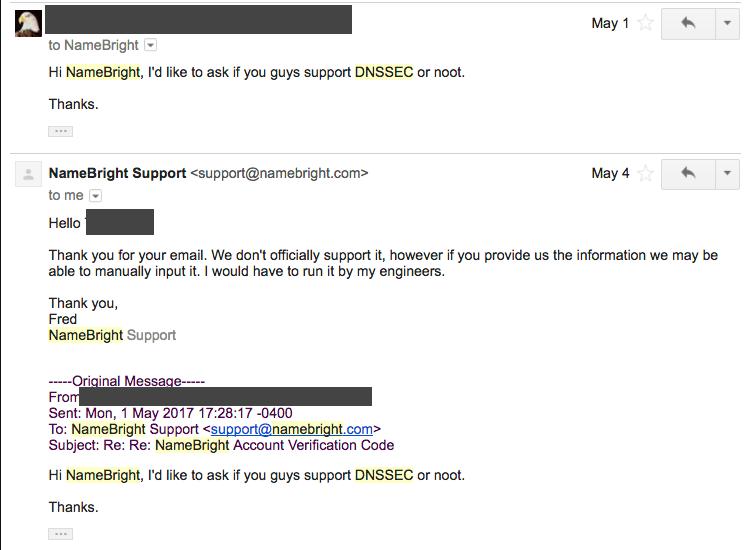 May 1
to NameBright
Hi NameBright, I'd like to ask if you guys support DNSSEC or noot.
Thanks.
NameBright Support <support@namebright.com>
May 4
to me
Hello
Thank you for your email. We don't officially support it, however if you provide us the information we may be
able to manually input it. I would have to run it by my engineers.
Thank you,
Fred
NameBright Support
-----Original Message-----
From
Sent: Mon, 1 May 2017 17:28:17 -0400
To: NameBright Support <support@namebright.com>
Subject: Re: Re: NameBright Account Verification Code
Hi NameBright, I'd like to ask if you guys support DNSSEC or noot.
Thanks.